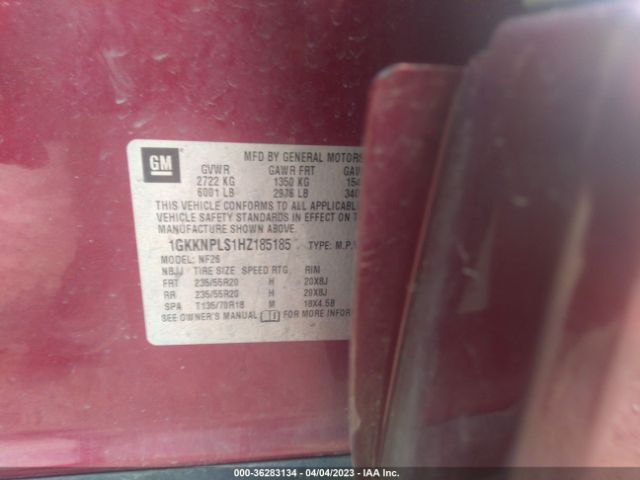 GM
MFD BY GENERAL MOTORS
GVWR GAWR FRT
2722 KG 1350 KG
6001 LB 2976 LB
THIS VEHICLE CONFORMS TO ALL APPLICABLE
VEHICLE SAFETY STANDARDS IN EFFECT ON
MANUFACTURE SHOWN ABOVE.
1GKKNPLS1HZ185185 TYPE: M.P.
MODEL: NF26
TIRE SIZE SPEED RTG RIM
FRT 235/55R20 H 20X8J
RR 235/55R20 H 20X8J
SPA T135/70R18 M 18X4.5B
SEE OWNER'S MANUAL FOR MORE INFOR
000-36283134 - 04/04/2023 - IAA Inc.